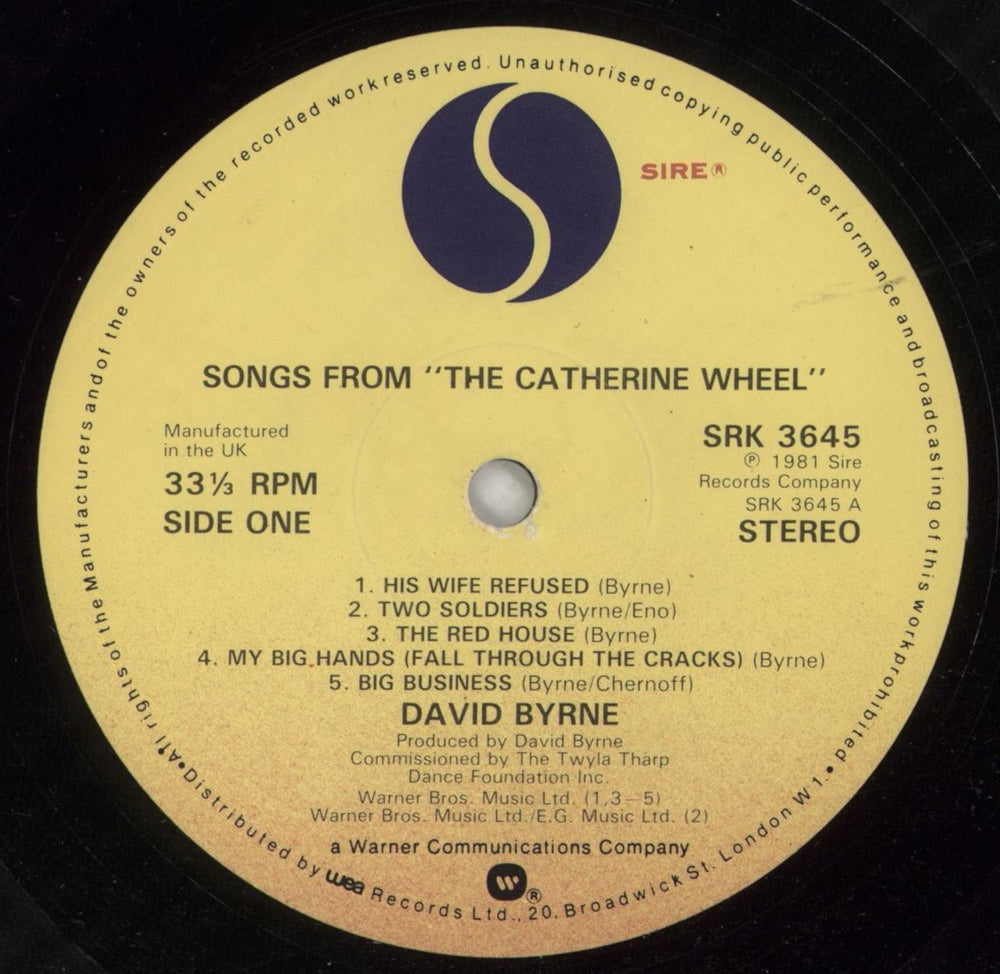 All rights of the Manufacturers and of the owners of the recorded work reserved. Unauthorised copying public performance and broadcasting of this work prohibited
SIRE®
SONGS FROM "THE CATHERINE WHEEL"
Manufactured
in the UK
33⅓ RPM
SIDE ONE
SRK 3645
℗ 1981 Sire
Records Company
SRK 3645 A
STEREO
1. HIS WIFE REFUSED (Byrne)
2. TWO SOLDIERS (Byrne/Eno)
3. THE RED HOUSE (Byrne)
4. MY BIG HANDS (FALL THROUGH THE CRACKS) (Byrne)
5. BIG BUSINESS (Byrne/Chernoff)
DAVID BYRNE
Produced by David Byrne
Commissioned by The Twyla Tharp
Dance Foundation Inc.
Warner Bros. Music Ltd. (1,3–5)
Warner Bros. Music Ltd./E.G. Music Ltd. (2)
a Warner Communications Company
W®
• Distributed by wea Records Ltd., 20, Broadwick St. London W 1. •